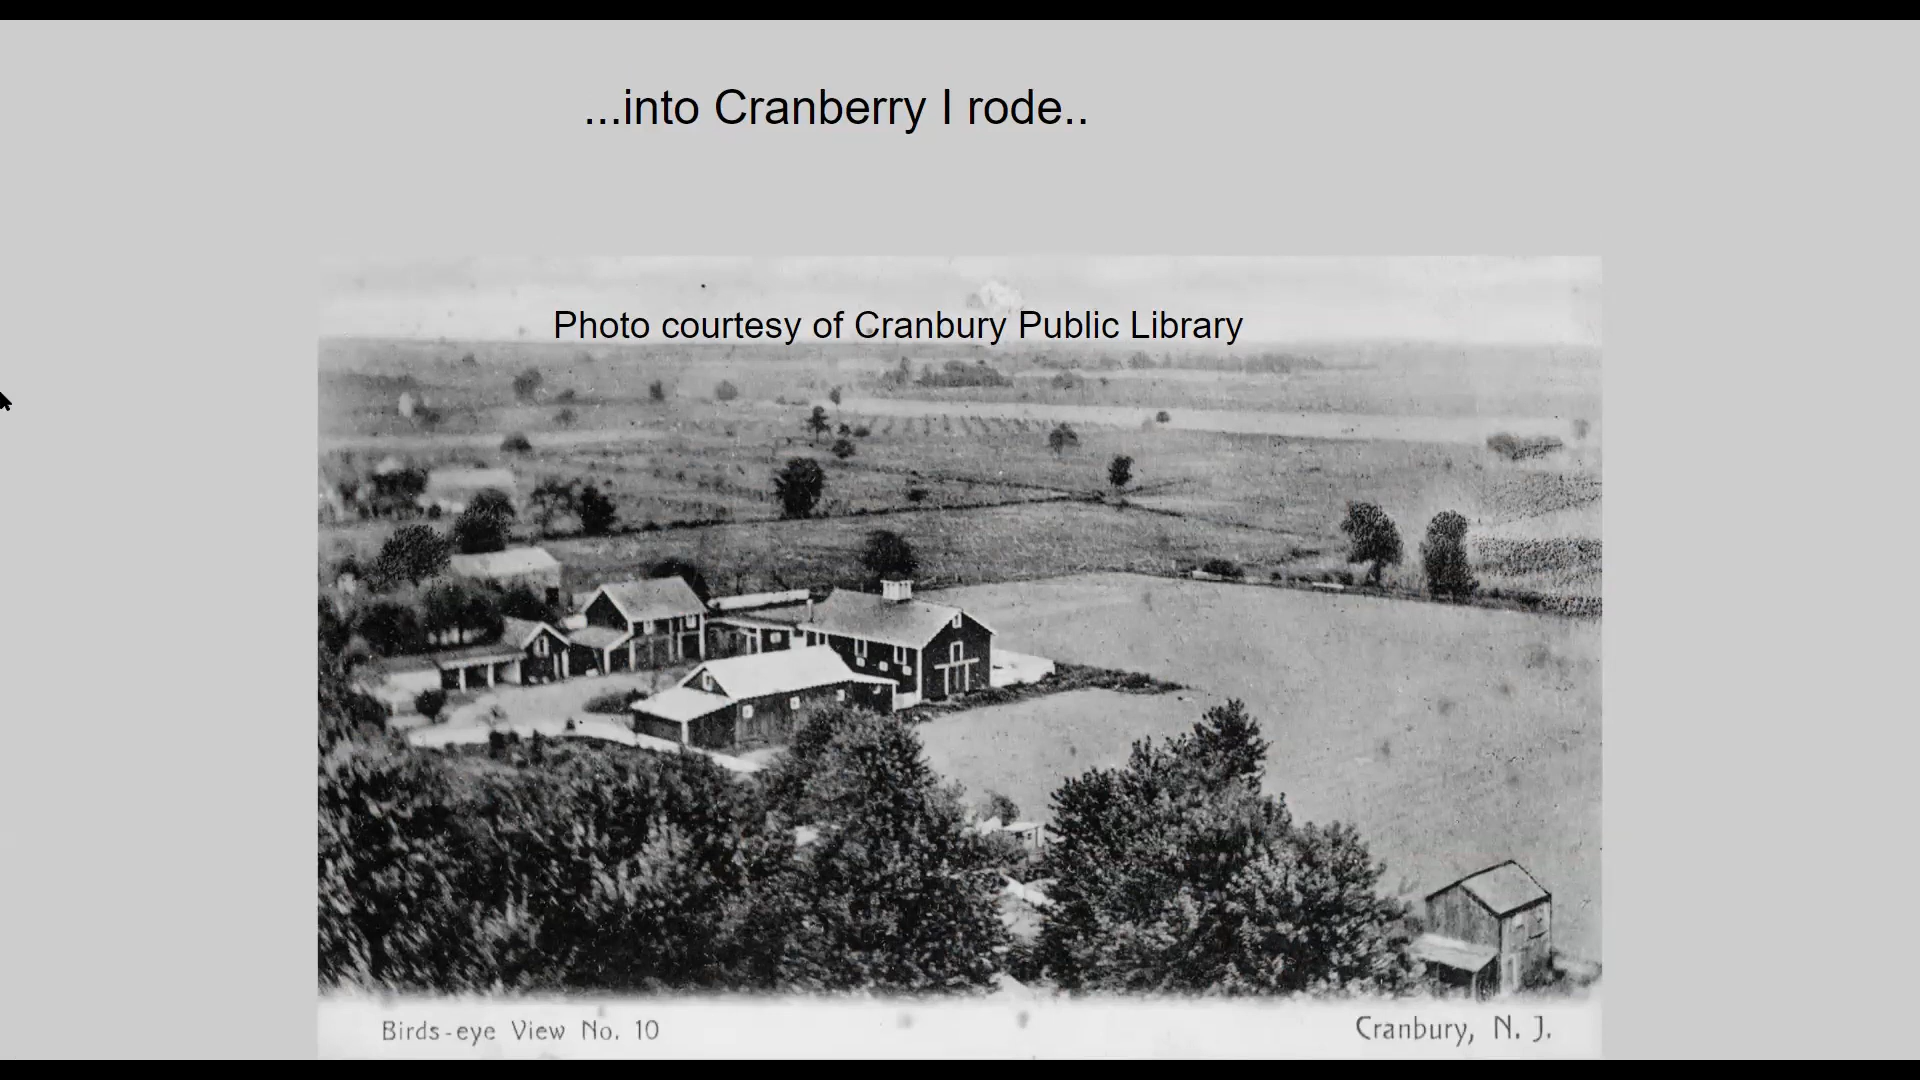 ...into Cranberry I rode..
Photo courtesy of Cranbury Public Library
Birds-eye View No. 10
Cranbury, N. J.